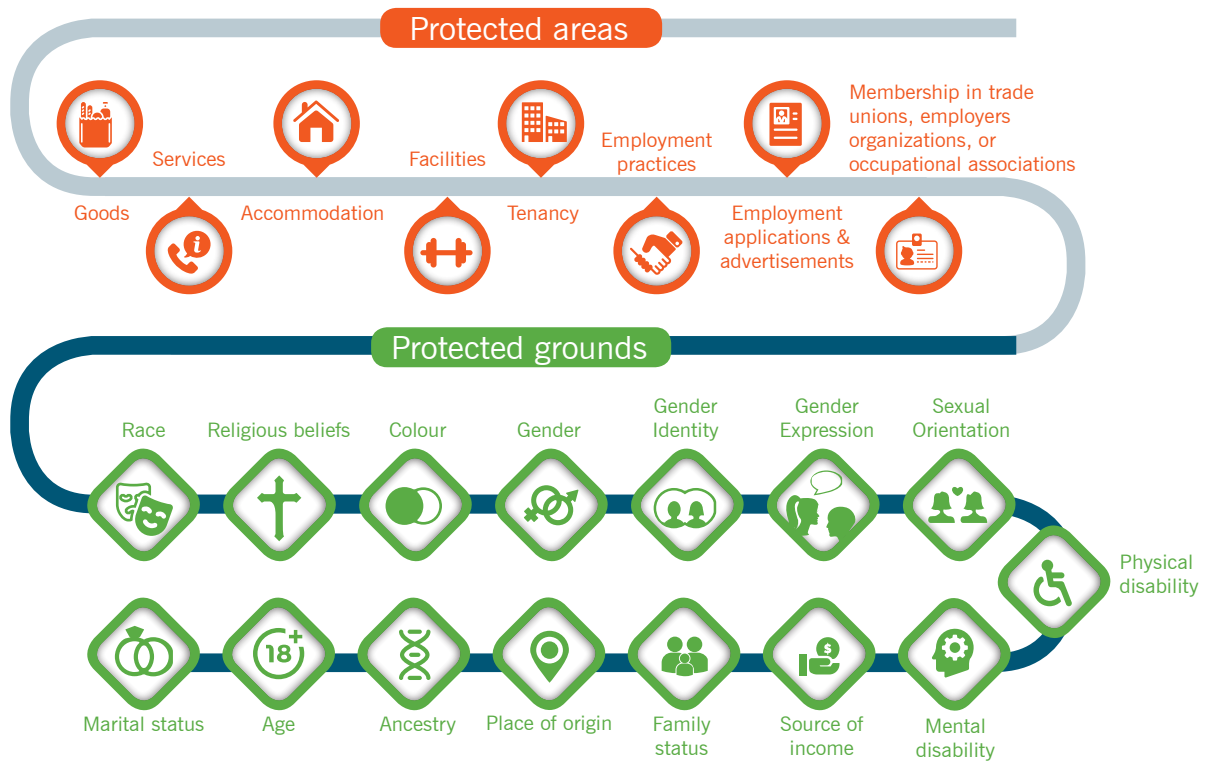 Protected areas
Goods
Services
Accommodation
Facilities
Tenancy
Employment
practices
Employment
applications &
advertisements
Membership in trade
unions, employers
organizations, or
occupational associations
i
Protected grounds
Race
Religious beliefs
Colour
Gender
Gender
Identity
Gender
Expression
Sexual
Orientation
Physical
disability
Marital status
Age
Ancestry
Place of origin
Family
status
Source of
income
Mental
disability
18+
$